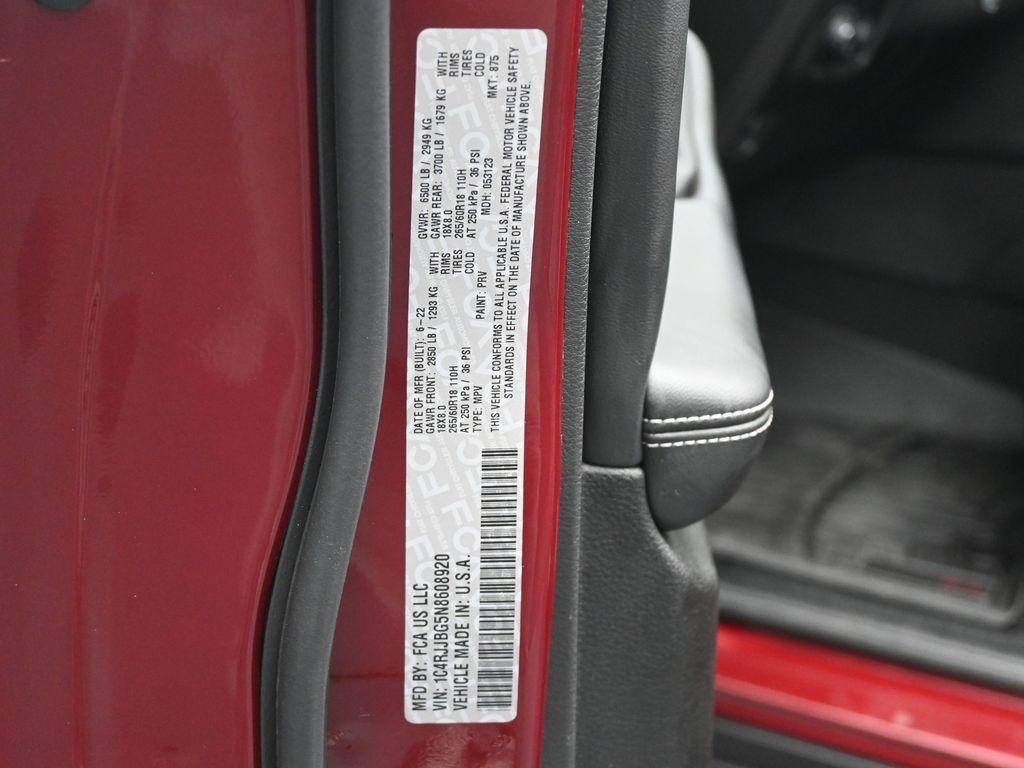 MFD BY: FCA US LLC
VIN: 1C4RJJBG5N8608920
VEHICLE MADE IN: U.S.A.
DATE OF MFR (BUILT): 6-22 GVWR: 6500 LB / 2949 KG
GAWR FRONT: 2850 LB / 1293 KG WITH GAWR REAR: 3700 LB / 1679 KG WITH
18X8.0 RIMS 18X8.0 RIMS
265/60R18 110H TIRES 265/60R18 110H TIRES
AT 250 kPa / 36 PSI COLD AT 250 kPa / 36 PSI COLD
TYPE: MPV PAINT: PRV MDH: 053123 MKT: 875
THIS VEHICLE CONFORMS TO ALL APPLICABLE U.S.A. FEDERAL MOTOR VEHICLE SAFETY
STANDARDS IN EFFECT ON THE DATE OF MANUFACTURE SHOWN ABOVE.